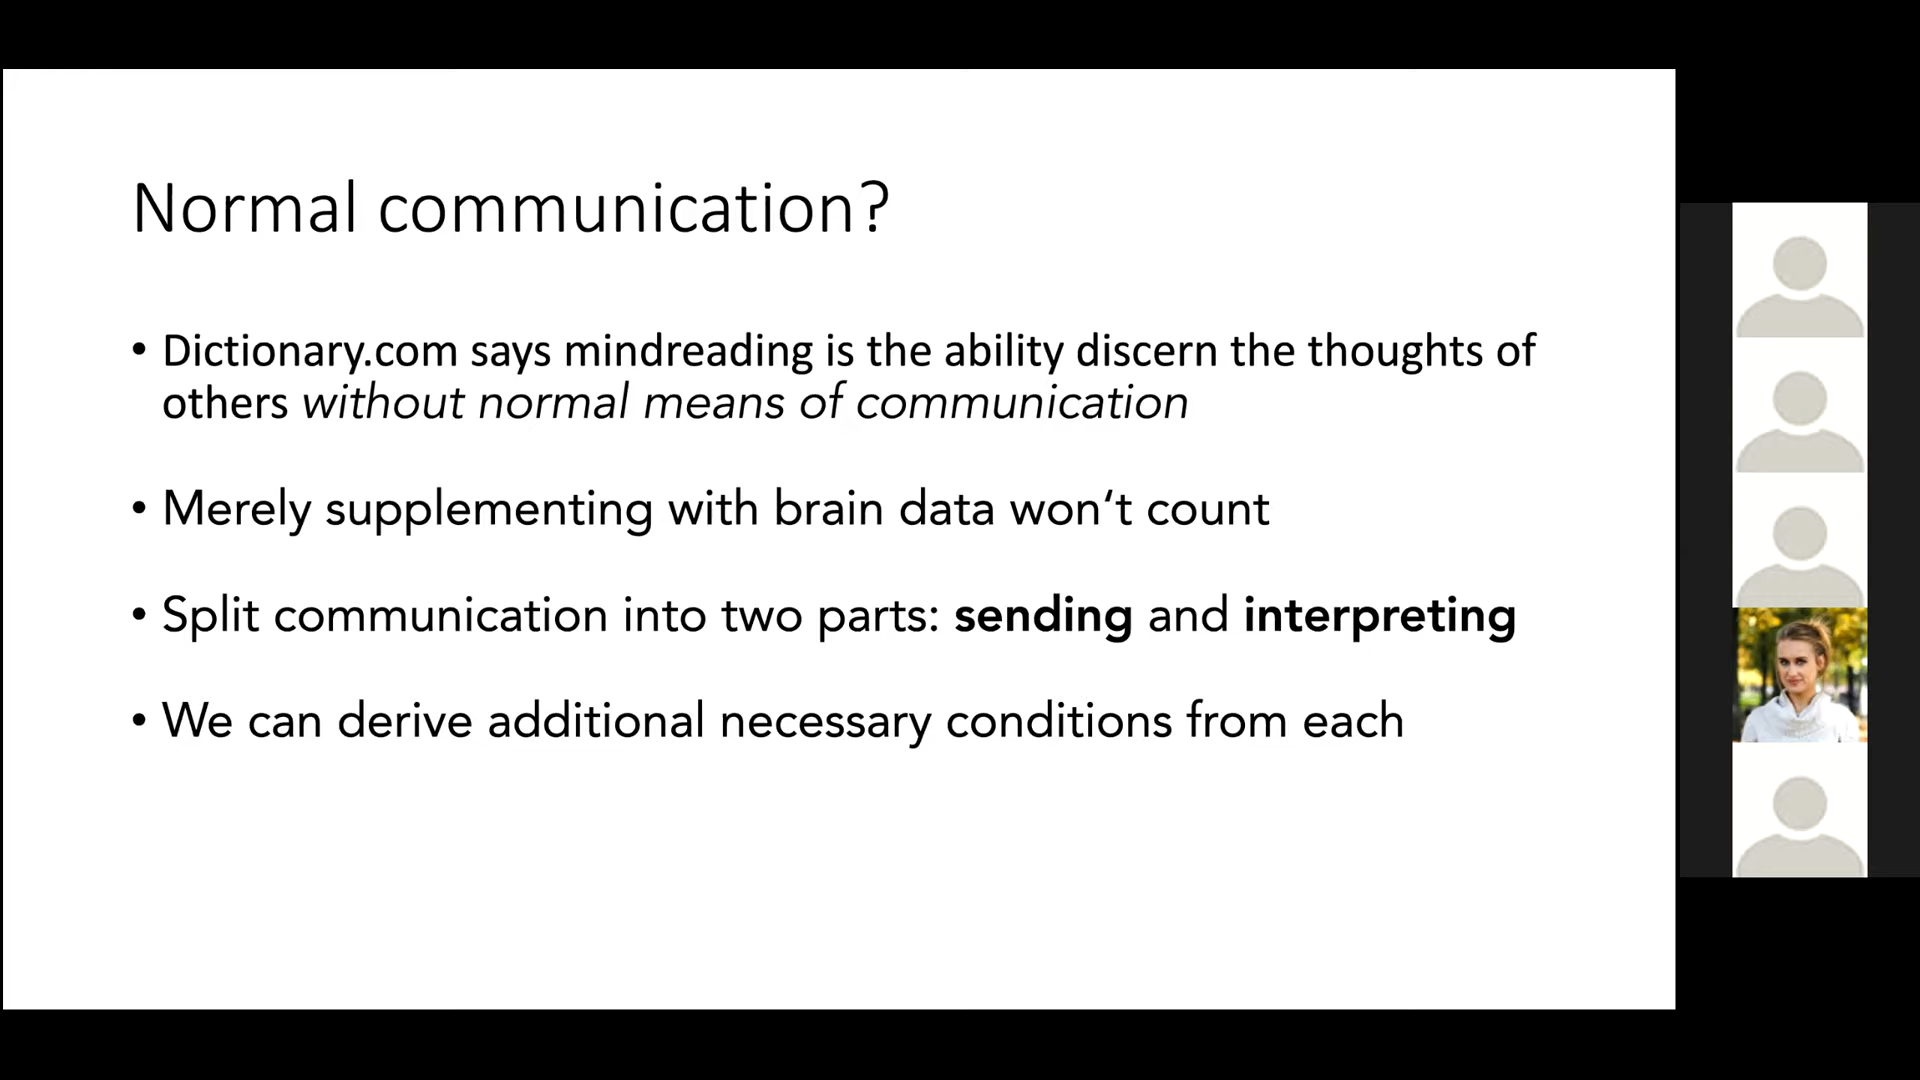 Normal communication?
• Dictionary.com says mindreading is the ability discern the thoughts of
others without normal means of communication
• Merely supplementing with brain data won‘t count
• Split communication into two parts: sending and interpreting
• We can derive additional necessary conditions from each